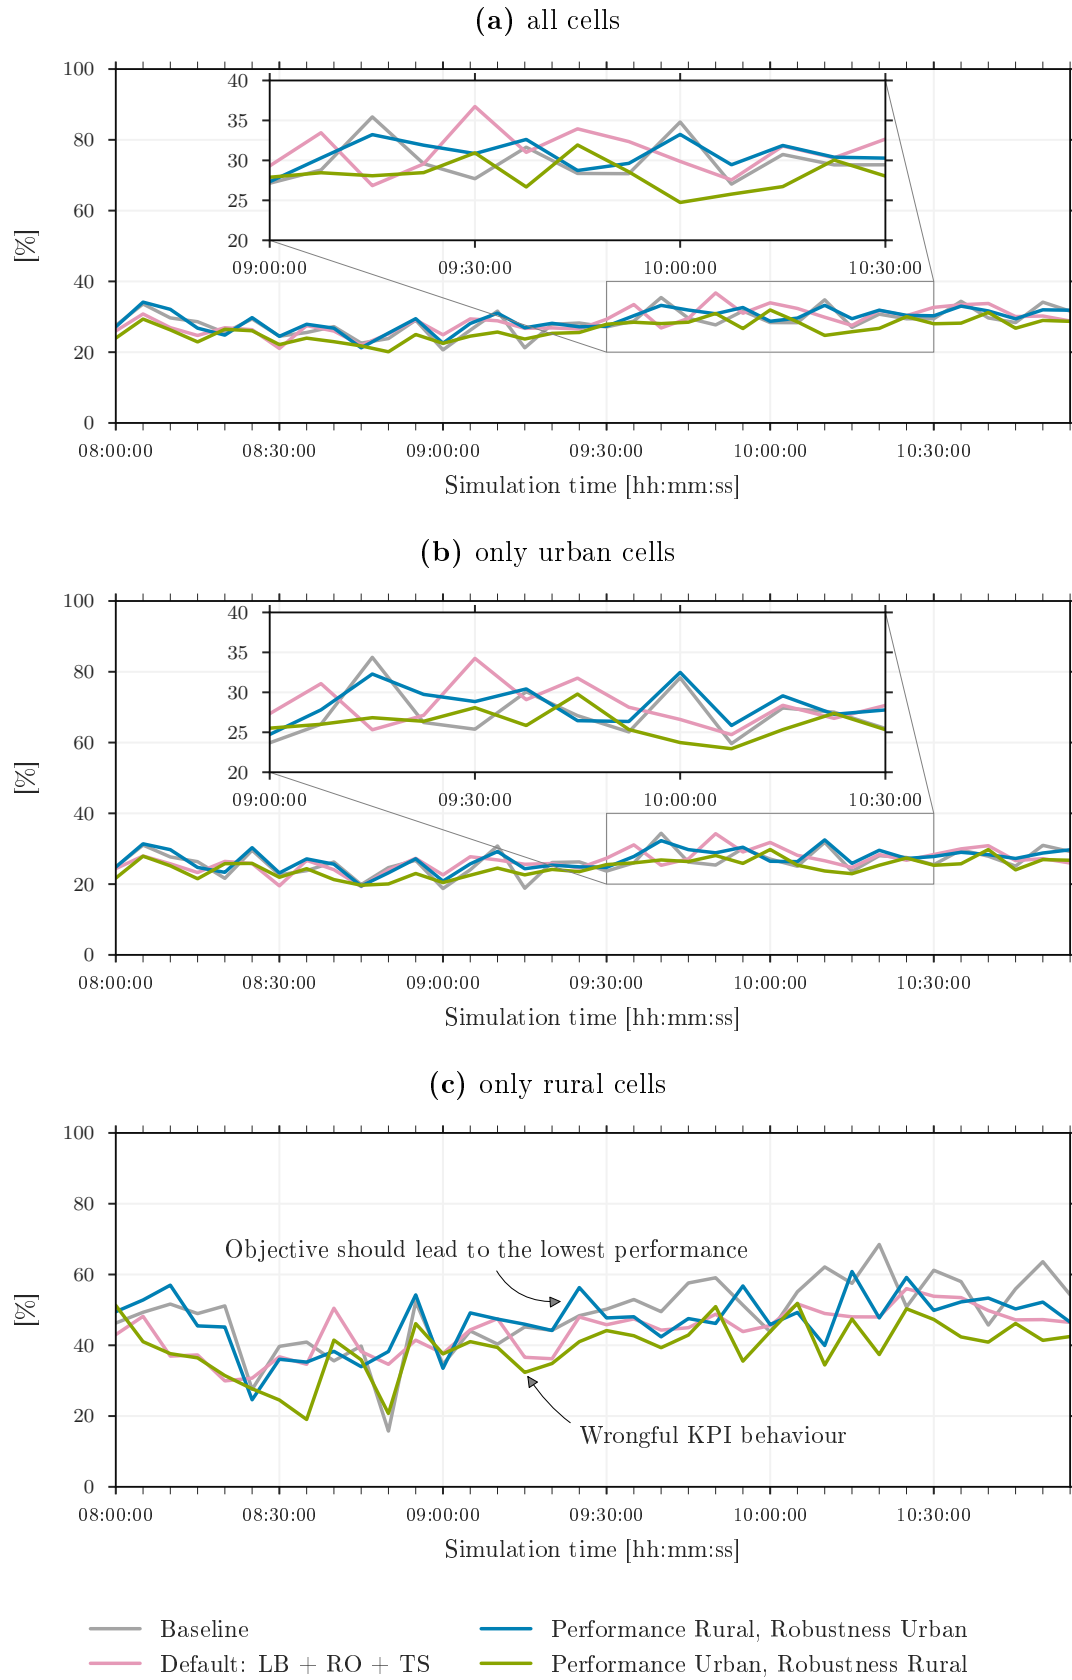 (a) all cells
100
80
60
40
20
0
[%]
40
35
30
25
20
09:00:00 09:30:00 10:00:00 10:30:00
08:00:00 08:30:00 09:00:00 09:30:00 10:00:00 10:30:00
Simulation time [hh:mm:ss]
(b) only urban cells
100
80
60
40
20
0
[%]
40
35
30
25
20
09:00:00 09:30:00 10:00:00 10:30:00
08:00:00 08:30:00 09:00:00 09:30:00 10:00:00 10:30:00
Simulation time [hh:mm:ss]
(c) only rural cells
100
80
60
40
20
0
[%]
Objective should lead to the lowest performance
Wrongful KPI behaviour
08:00:00 08:30:00 09:00:00 09:30:00 10:00:00 10:30:00
Simulation time [hh:mm:ss]
Baseline
Default: LB + RO + TS
Performance Rural, Robustness Urban
Performance Urban, Robustness Rural